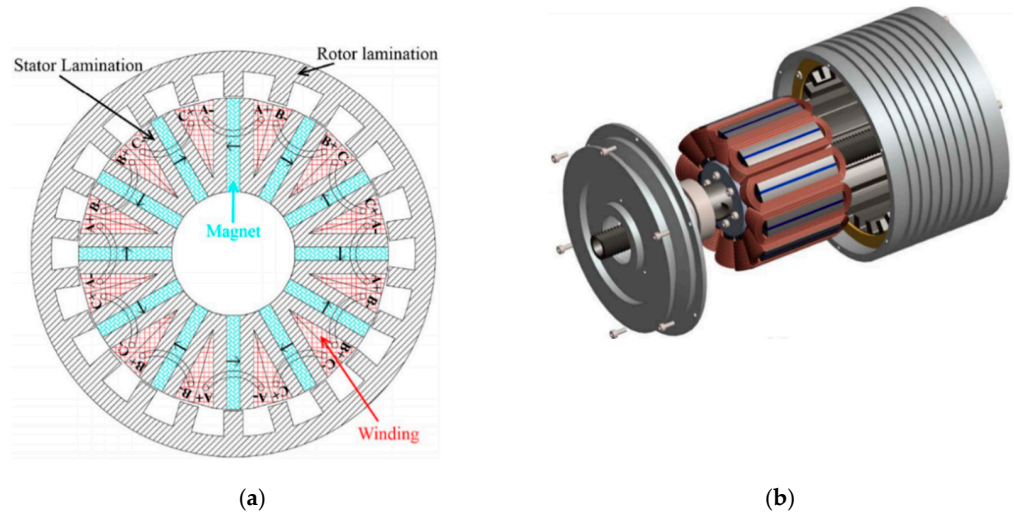 Rotor lamination
Stator Lamination
C+ A-
A+ B-
B+ C-
B+ C-
A+ B-
C+ A-
Magnet
C+ A-
A+ B-
B+ C-
B+ C-
A+ B-
C+ A-
Winding
(a)
(b)